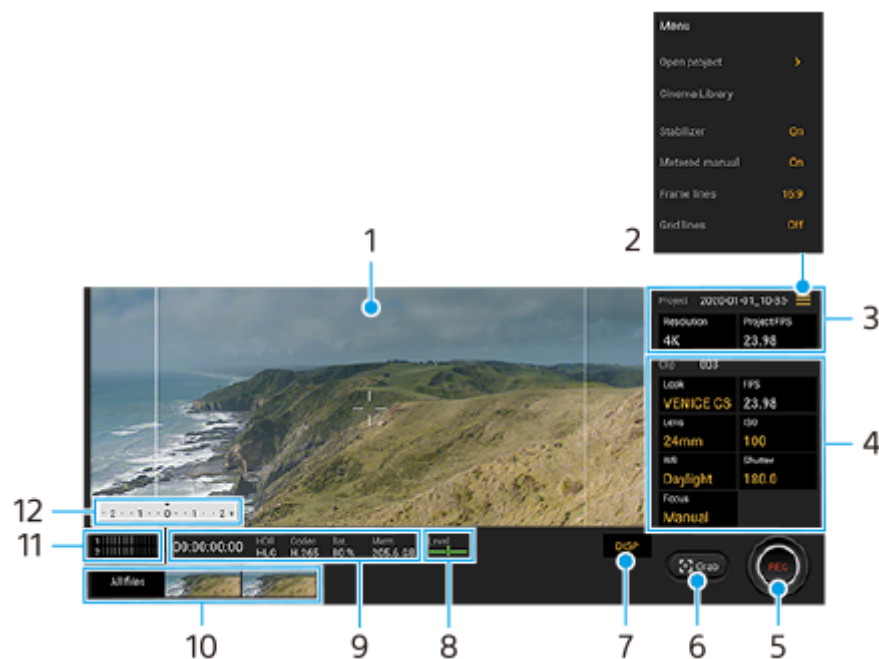 Menu
Open project >
Cinema Library
Stabilizer On
Metered manual On
Frame lines 16:9
Grid lines Off
2
1
Project 2020-01-01_10-33-
3
Resolution Project FPS
4K 23.98
Clip 003
Look FPS
VENICE CS 23.98
Lens ISO
24mm 100
4
WB Shutter
Daylight 180.0
Focus
Manual
12
2 1 0 1 2 +
11
1
2
00:00:00:00
HDR Codec Bat. Mem.
HLG H.265 80% 205.6 GB
Level
DISP
Grab
REC
All files
10 9 8 7 6 5